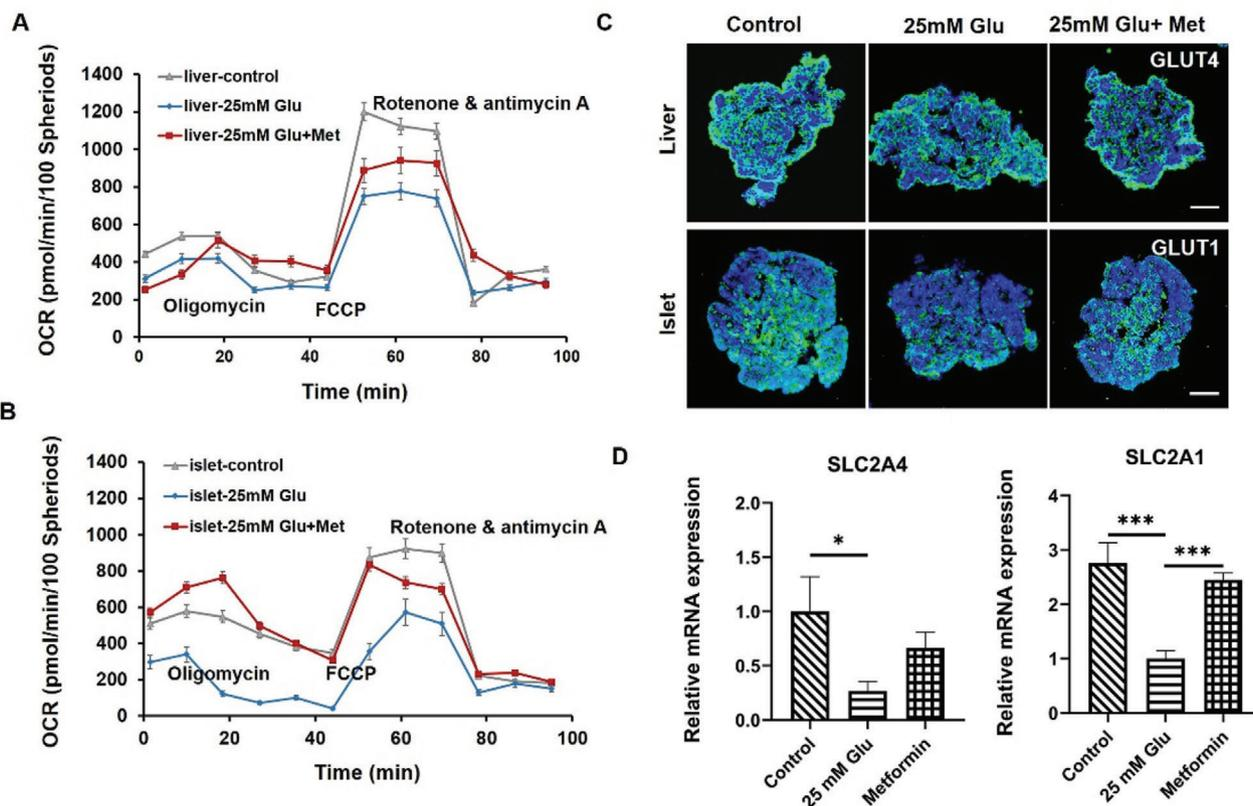 A
OCR (pmol/min/100 Spheriods)
1400
1200
1000
800
600
400
200
0
liver-control
liver-25mM Glu
liver-25mM Glu+Met
Rotenone & antimycin A
Oligomycin
FCCP
0 20 40 60 80 100
Time (min)
B
OCR (pmol/min/100 Spheriods)
1400
1200
1000
800
600
400
200
0
islet-control
islet-25mM Glu
islet-25mM Glu+Met
Rotenone & antimycin A
Oligomycin
FCCP
0 20 40 60 80 100
Time (min)
C
Control 25mM Glu 25mM Glu+ Met
Liver
GLUT4
Islet
GLUT1
D
SLC2A4
Relative mRNA expression
2.0
1.5
1.0
0.5
0.0
*
Control
25 mM Glu
Metformin
SLC2A1
Relative mRNA expression
4
3
2
1
0
***
***
Control
25 mM Glu
Metformin